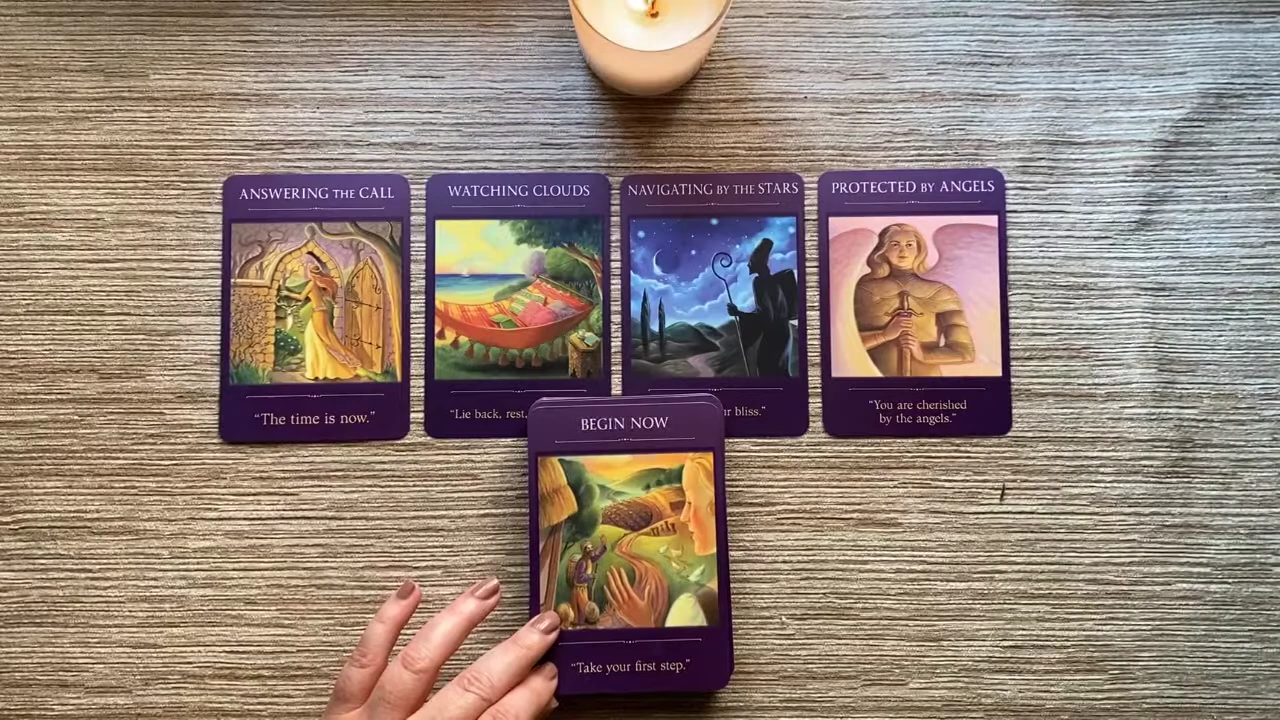 ANSWERING THE CALL
"The time is now."
WATCHING CLOUDS
"Lie back, rest,
NAVIGATING BY THE STARS
bliss."
PROTECTED BY ANGELS
"You are cherished
by the angels."
BEGIN NOW
"Take your first step."